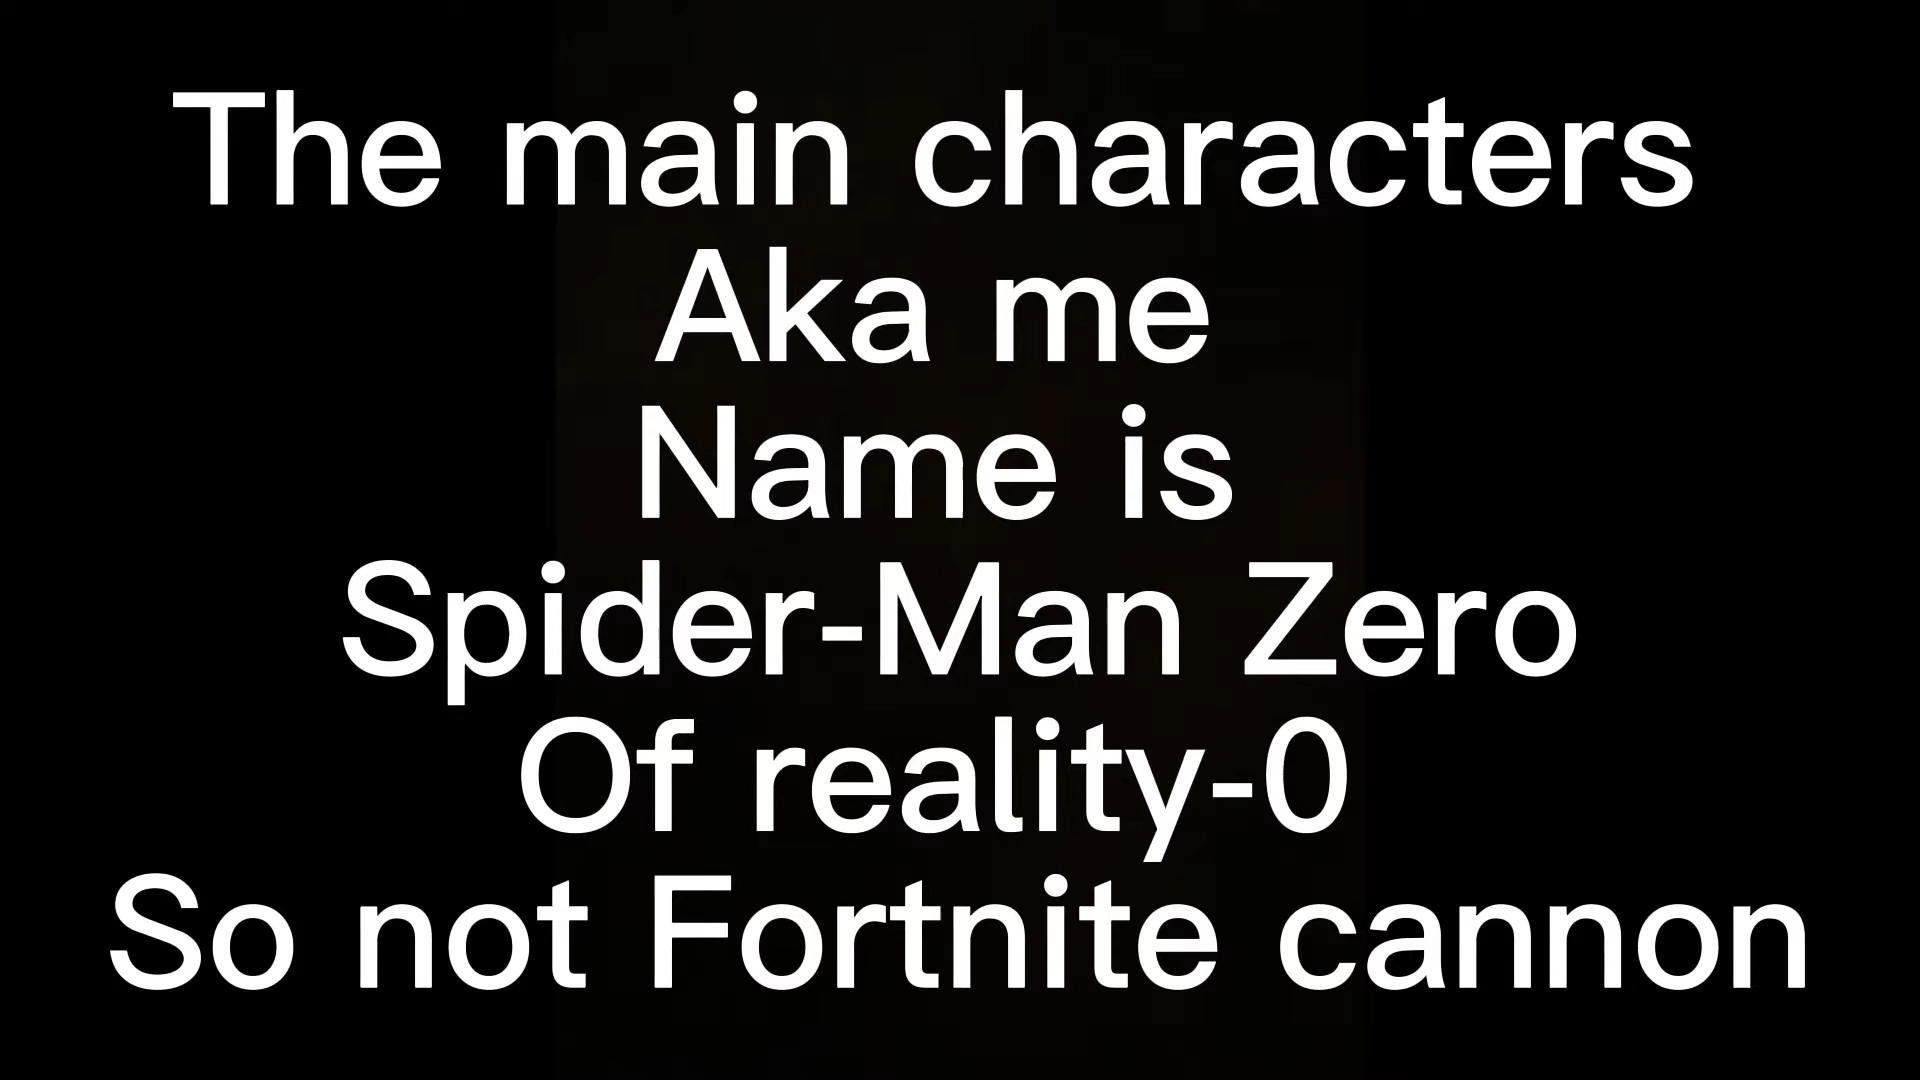 The main characters
Aka me
Name is
Spider-Man Zero
Of reality-0
So not Fortnite cannon